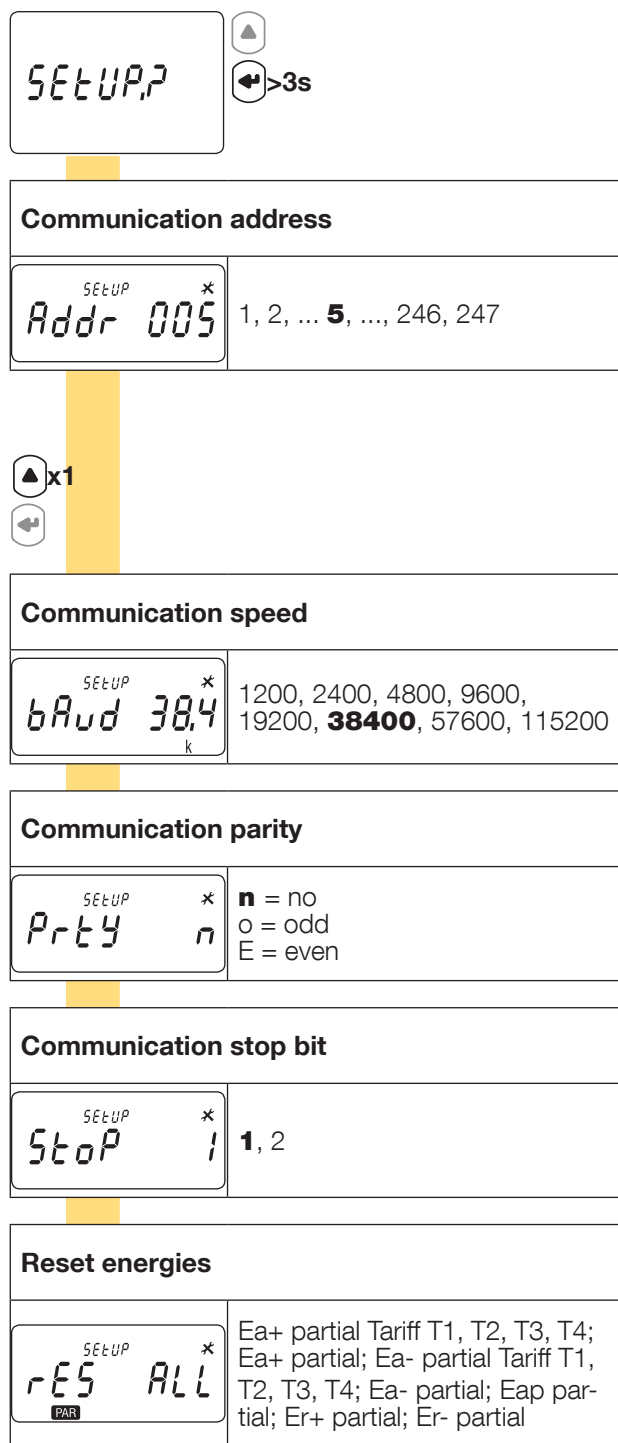 SEtUP,?
>3s
Communication address
SEtUP
Addr 005
1, 2, ... 5, ..., 246, 247
x1
Communication speed
SEtUP
bAud 38,4
k
1200, 2400, 4800, 9600,
19200, 38400, 57600, 115200
Communication parity
SEtUP
PrtY n
n = no
o = odd
E = even
Communication stop bit
SEtUP
StoP 1
1, 2
Reset energies
SEtUP
rES ALL
PAR
Ea+ partial Tariff T1, T2, T3, T4;
Ea+ partial; Ea- partial Tariff T1,
T2, T3, T4; Ea- partial; Eap par-
tial; Er+ partial; Er- partial